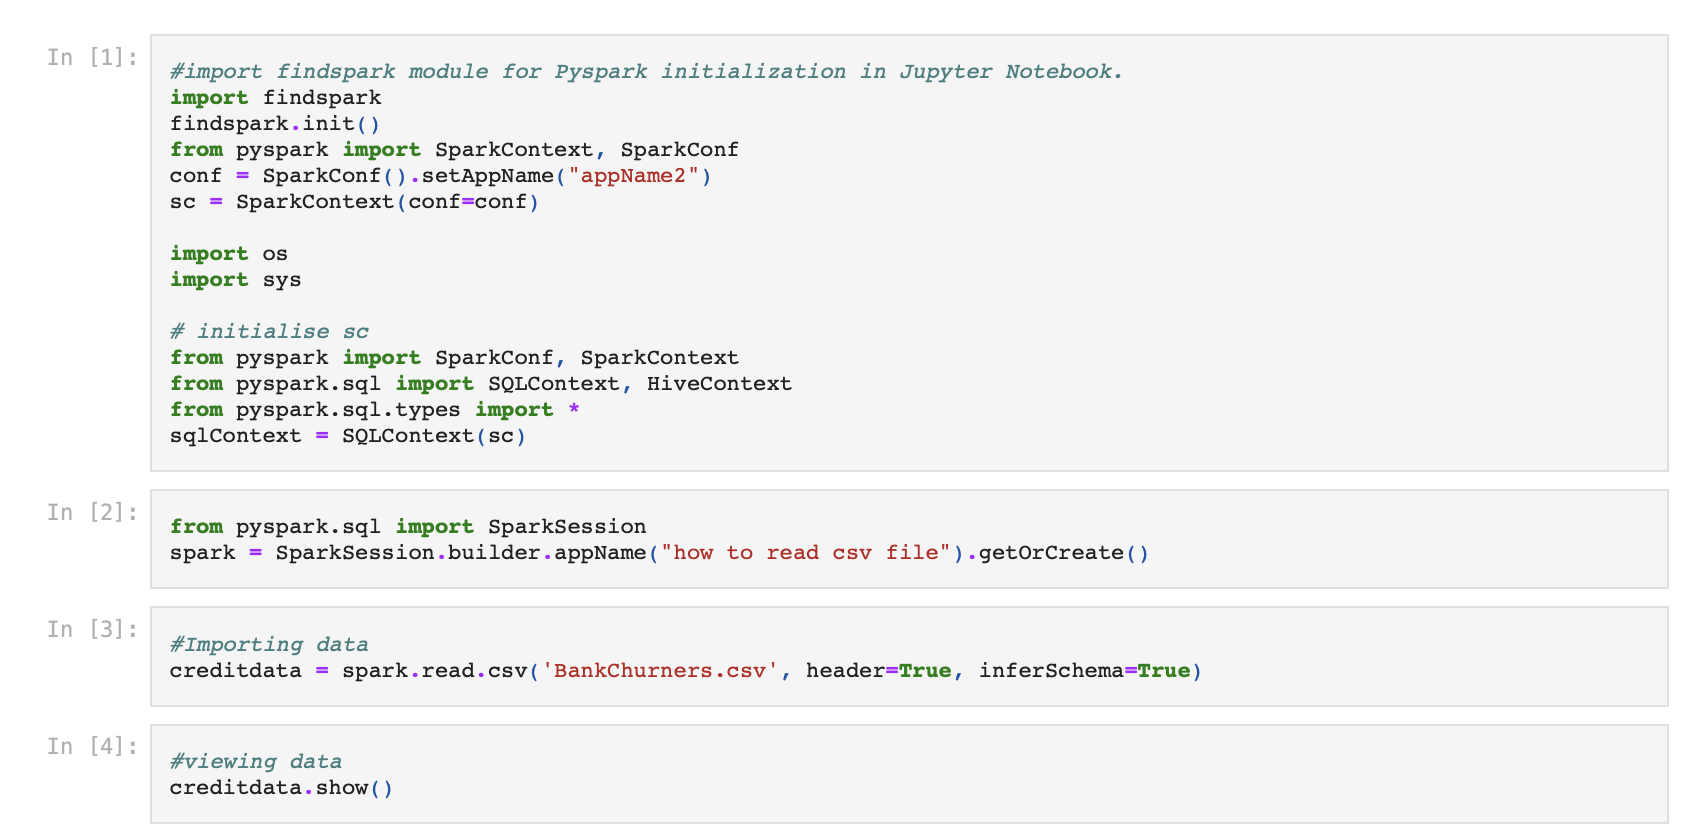 In [1]:
#import findspark module for Pyspark initialization in Jupyter Notebook.
import findspark
findspark.init()
from pyspark import SparkContext, SparkConf
conf = SparkConf().setAppName("appName2")
sc = SparkContext(conf=conf)
import os
import sys
# initialise sc
from pyspark import SparkConf, SparkContext
from pyspark.sql import SQLContext, HiveContext
from pyspark.sql.types import *
sqlContext = SQLContext(sc)
In [2]:
from pyspark.sql import SparkSession
spark = SparkSession.builder.appName("how to read csv file").getOrCreate()
In [3]:
#Importing data
creditdata = spark.read.csv('BankChurners.csv', header=True, inferSchema=True)
In [4]:
#viewing data
creditdata.show()